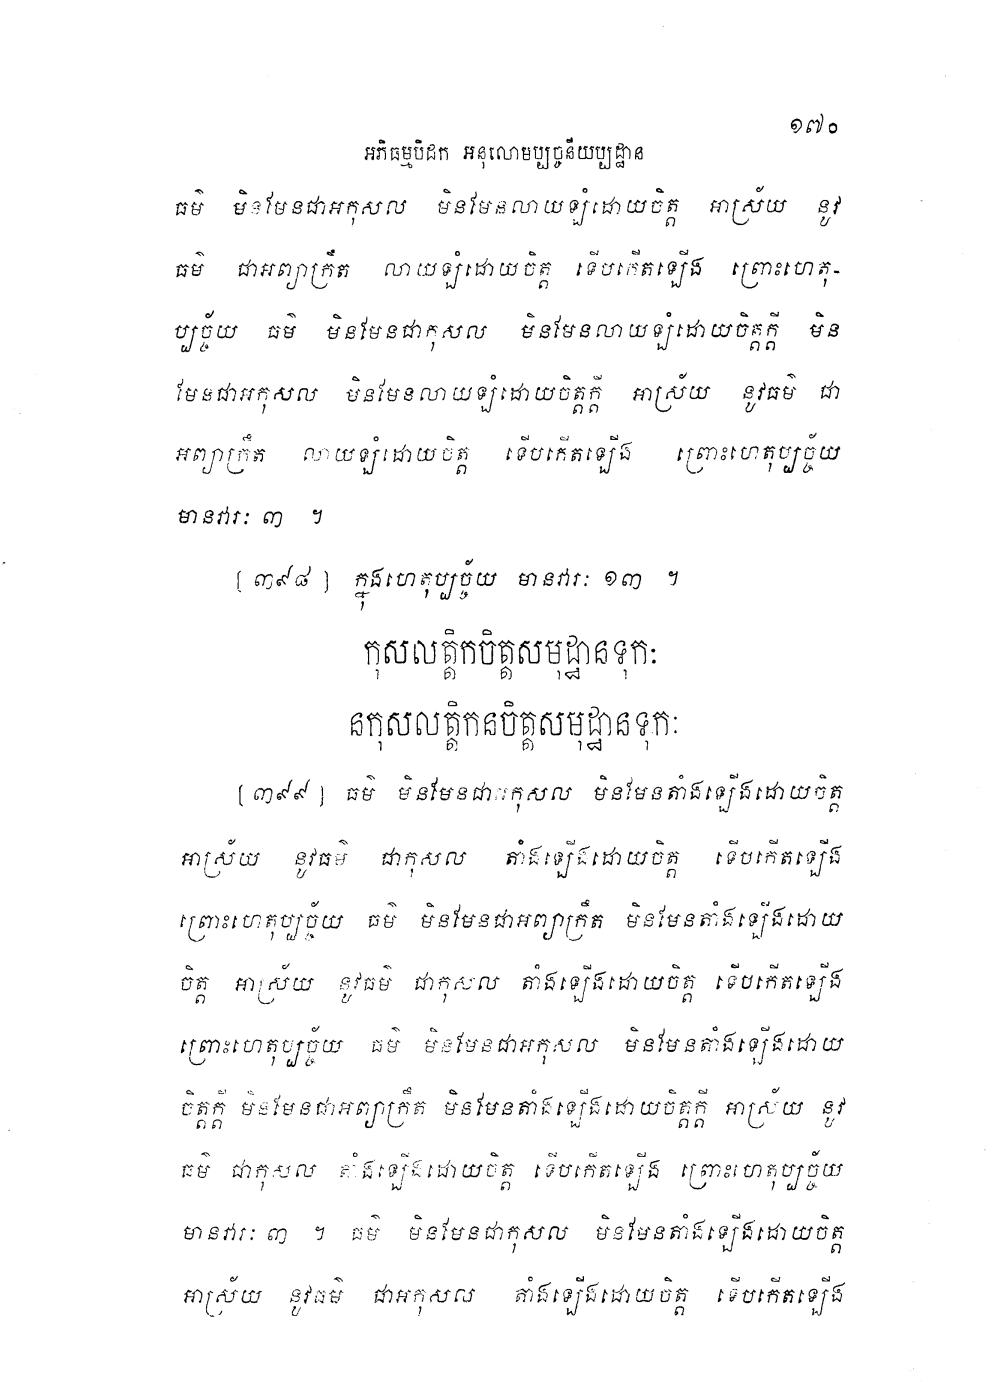 ១៧០
អភិធម្មបិដក អនុលោមប្បច្ចនីយប្បដ្ឋាន
ធម៌ មិនមែនជាអកុសល មិនមែនលាយឡំដោយចិត្ត អាស្រ័យ នូវ
ធម៌ ជាអព្យាក្រឹត លាយឡំដោយចិត្ត ទើបកើតឡើង ព្រោះហេតុ-
ប្បច្ច័យ ធម៌ មិនមែនជាកុសល មិនមែនលាយឡំដោយចិត្តក្តី មិន
មែនជាអកុសល មិនមែនលាយឡំដោយចិត្តក្តី អាស្រ័យ នូវធម៌ ជា
អព្យាក្រឹត លាយឡំដោយចិត្ត ទើបកើតឡើង ព្រោះហេតុប្បច្ច័យ
មានវារៈ ៣ ។
[ ៣៩៨ ] ក្នុងហេតុប្បច្ច័យ មានវារៈ ១៣ ។
កុសលត្តិកចិត្តសមុដ្ឋានទុកៈ
នកុសលត្តិកនចិត្តសមុដ្ឋានទុកៈ
[ ៣៩៩ ] ធម៌ មិនមែនជាអកុសល មិនមែនតាំងឡើងដោយចិត្ត
អាស្រ័យ នូវធម៌ ជាកុសល តាំងឡើងដោយចិត្ត ទើបកើតឡើង
ព្រោះហេតុប្បច្ច័យ ធម៌ មិនមែនជាអព្យាក្រឹត មិនមែនតាំងឡើងដោយ
ចិត្ត អាស្រ័យ នូវធម៌ ជាកុសល តាំងឡើងដោយចិត្ត ទើបកើតឡើង
ព្រោះហេតុប្បច្ច័យ ធម៌ មិនមែនជាអកុសល មិនមែនតាំងឡើងដោយ
ចិត្តក្តី មិនមែនជាអព្យាក្រឹត មិនមែនតាំងឡើងដោយចិត្តក្តី អាស្រ័យ នូវ
ធម៌ ជាកុសល តាំងឡើងដោយចិត្ត ទើបកើតឡើង ព្រោះហេតុប្បច្ច័យ
មានវារៈ ៣ ។ ធម៌ មិនមែនជាកុសល មិនមែនតាំងឡើងដោយចិត្ត
អាស្រ័យ នូវធម៌ ជាអកុសល តាំងឡើងដោយចិត្ត ទើបកើតឡើង